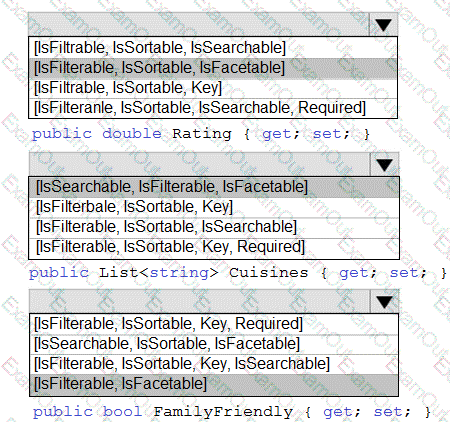 [IsFiltrable, IsSortable, IsSearchable]
[IsFilterable, IsSortable, IsFacetable]
[IsFiltrable, IsSortable, Key]
[IsFilteranle, IsSortable, IsSearchable, Required]
public double Rating { get; set; }
[IsSearchable, IsFilterable, IsFacetable]
[IsFilterbale, IsSortable, Key]
[IsFilterable, IsSortable, IsSearchable]
[IsFilterable, IsSortable, Key, Required]
public List<string> Cuisines { get; set; }
[IsFilterable, IsSortable, Key, Required]
[IsSearchable, IsSortable, IsFacetable]
[IsFilterable, IsSortable, Key, IsSearchable]
[IsFilterable, IsFacetable]
public bool FamilyFriendly { get; set; }